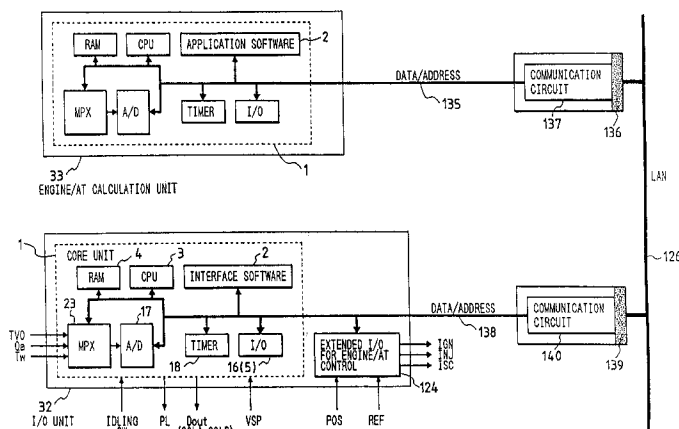 RAM
CPU
APPLICATION SOFTWARE
2
MPX
A/D
TIMER
I/O
DATA/ADDRESS
135
COMMUNICATION
CIRCUIT
137
136
33
1
ENGINE/AT CALCULATION UNIT
LAN
126
1
CORE UNIT
4
3
2
RAM
CPU
INTERFACE SOFTWARE
23
17
TVO
Qa
Tw
MPX
A/D
TIMER
18
I/O
16(5)
EXTENDED I/O
FOR ENGINE/AT
CONTROL
124
IGN
INJ
ISC
DATA/ADDRESS
138
COMMUNICATION
CIRCUIT
140
139
32
I/O UNIT
IDLING
PL
Dout
VSP
POS
REF